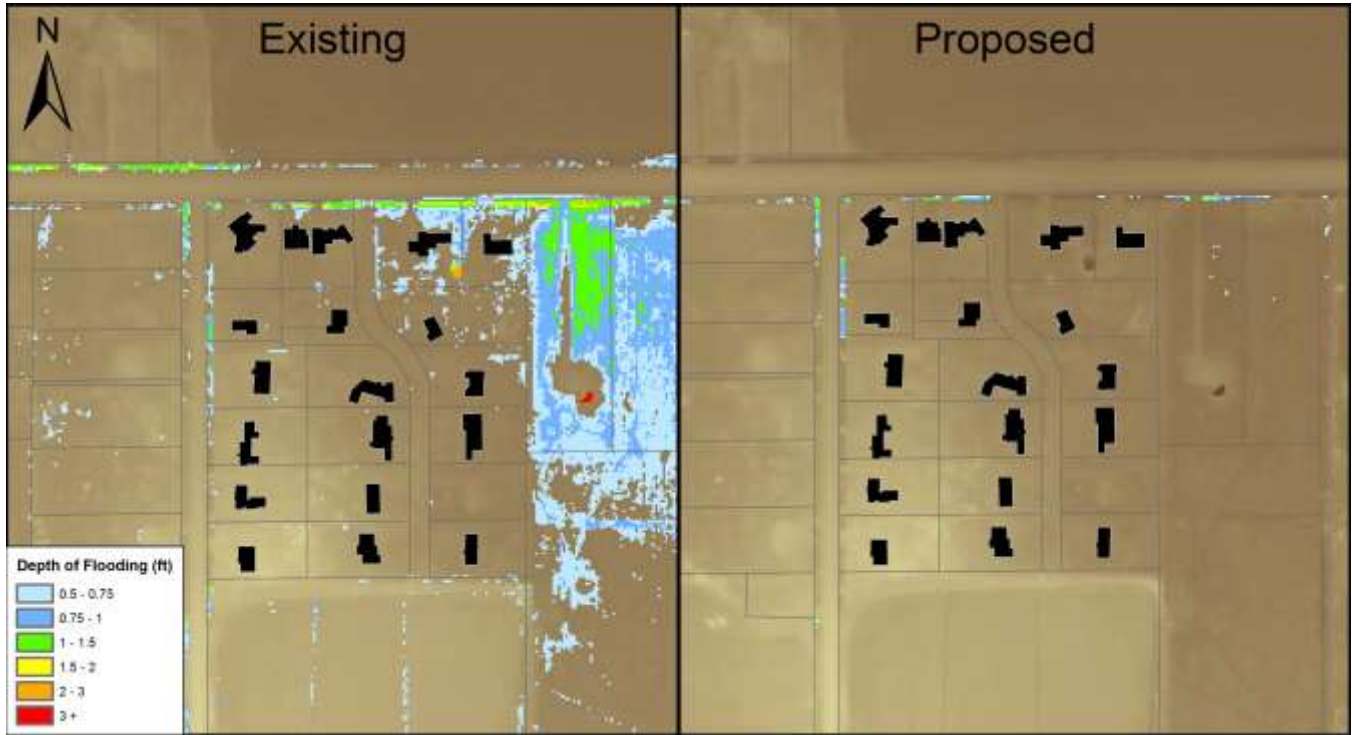 N
Existing
Proposed
Depth of Flooding (ft)
0.5 - 0.75
0.75 - 1
1 - 1.5
1.5 - 2
2 - 3
3 +